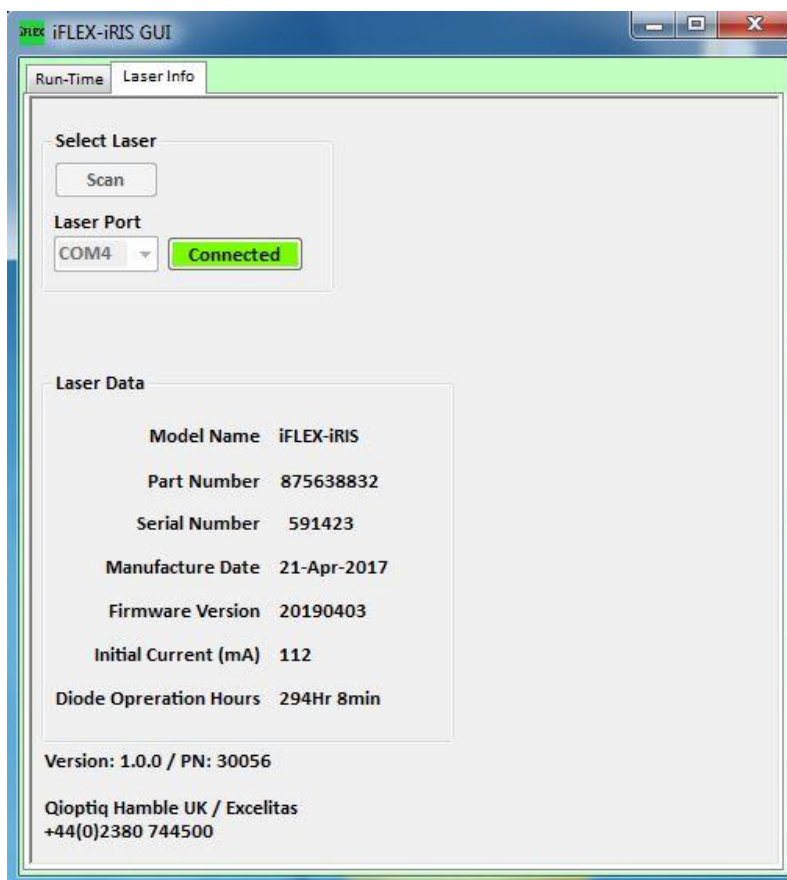 iFLEX iFLEX-iRIS GUI
Run-Time Laser Info
Select Laser
Scan
Laser Port
COM4 Connected
Laser Data
Model Name iFLEX-iRIS
Part Number 875638832
Serial Number 591423
Manufacture Date 21-Apr-2017
Firmware Version 20190403
Initial Current (mA) 112
Diode Opreration Hours 294Hr 8min
Version: 1.0.0 / PN: 30056
Qioptiq Hamble UK / Excelitas
+44(0)2380 744500